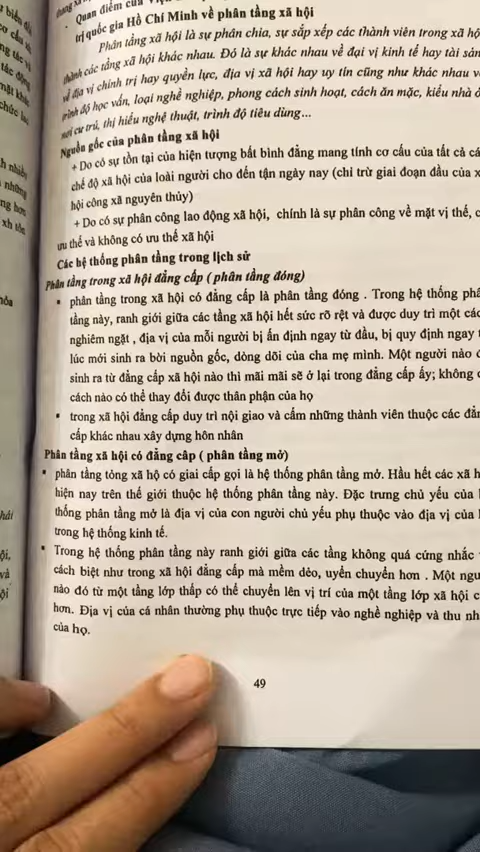 Quan điểm của
trị quốc gia Hồ Chí Minh về phân tầng xã hội
Phân tầng xã hội là sự phân chia, sự sắp xếp các thành viên trong xã hộ
thành các tầng xã hội khác nhau. Đó là sự khác nhau về đại vị kinh tế hay tài sản
về địa vị chính trị hay quyền lực, địa vị xã hội hay uy tín cũng như khác nhau về
trình độ học vấn, loại nghề nghiệp, phong cách sinh hoạt, cách ăn mặc, kiểu nhà ở
nơi cư trú, thị hiếu nghệ thuật, trình độ tiêu dùng...
Nguồn gốc của phân tầng xã hội
+ Do có sự tồn tại của hiện tượng bất bình đẳng mang tính cơ cấu của tất cả cá
chế độ xã hội của loài người cho đến tận ngày nay (chỉ trừ giai đoạn đầu của x
hội công xã nguyên thủy)
+ Do có sự phân công lao động xã hội, chính là sự phân công về mặt vị thế, c
ưu thế và không có ưu thế xã hội
Các hệ thống phân tầng trong lịch sử
Phân tầng trong xã hội đẳng cấp ( phân tầng đóng)
▪ phân tầng trong xã hội có đẳng cấp là phân tầng đóng . Trong hệ thống phâ
tầng này, ranh giới giữa các tầng xã hội hết sức rõ rệt và được duy trì một các
nghiêm ngặt , địa vị của mỗi người bị ấn định ngay từ đầu, bị quy định ngay t
lúc mới sinh ra bởi nguồn gốc, dòng dõi của cha mẹ mình. Một người nào đ
sinh ra từ đẳng cấp xã hội nào thì mãi mãi sẽ ở lại trong đẳng cấp ấy; không c
cách nào có thể thay đổi được thân phận của họ
▪ trong xã hội đẳng cấp duy trì nội giao và cấm những thành viên thuộc các đẳn
cấp khác nhau xây dựng hôn nhân
Phân tầng xã hội có đẳng câp ( phân tầng mở)
▪ phân tầng tỏng xã hộ có giai cấp gọi là hệ thống phân tầng mở. Hầu hết các xã h
hiện nay trên thế giới thuộc hệ thống phân tầng này. Đặc trưng chủ yếu của
thống phân tầng mở là địa vị của con người chủ yếu phụ thuộc vào địa vị của
trong hệ thống kinh tế.
▪ Trong hệ thống phân tầng này ranh giới giữa các tầng không quá cứng nhắc
cách biệt như trong xã hội đẳng cấp mà mềm dẻo, uyển chuyển hơn . Một ngư
nào đó từ một tầng lớp thấp có thể chuyển lên vị trí của một tầng lớp xã hội c
hơn. Địa vị của cá nhân thường phụ thuộc trực tiếp vào nghề nghiệp và thu nh
của họ.
49